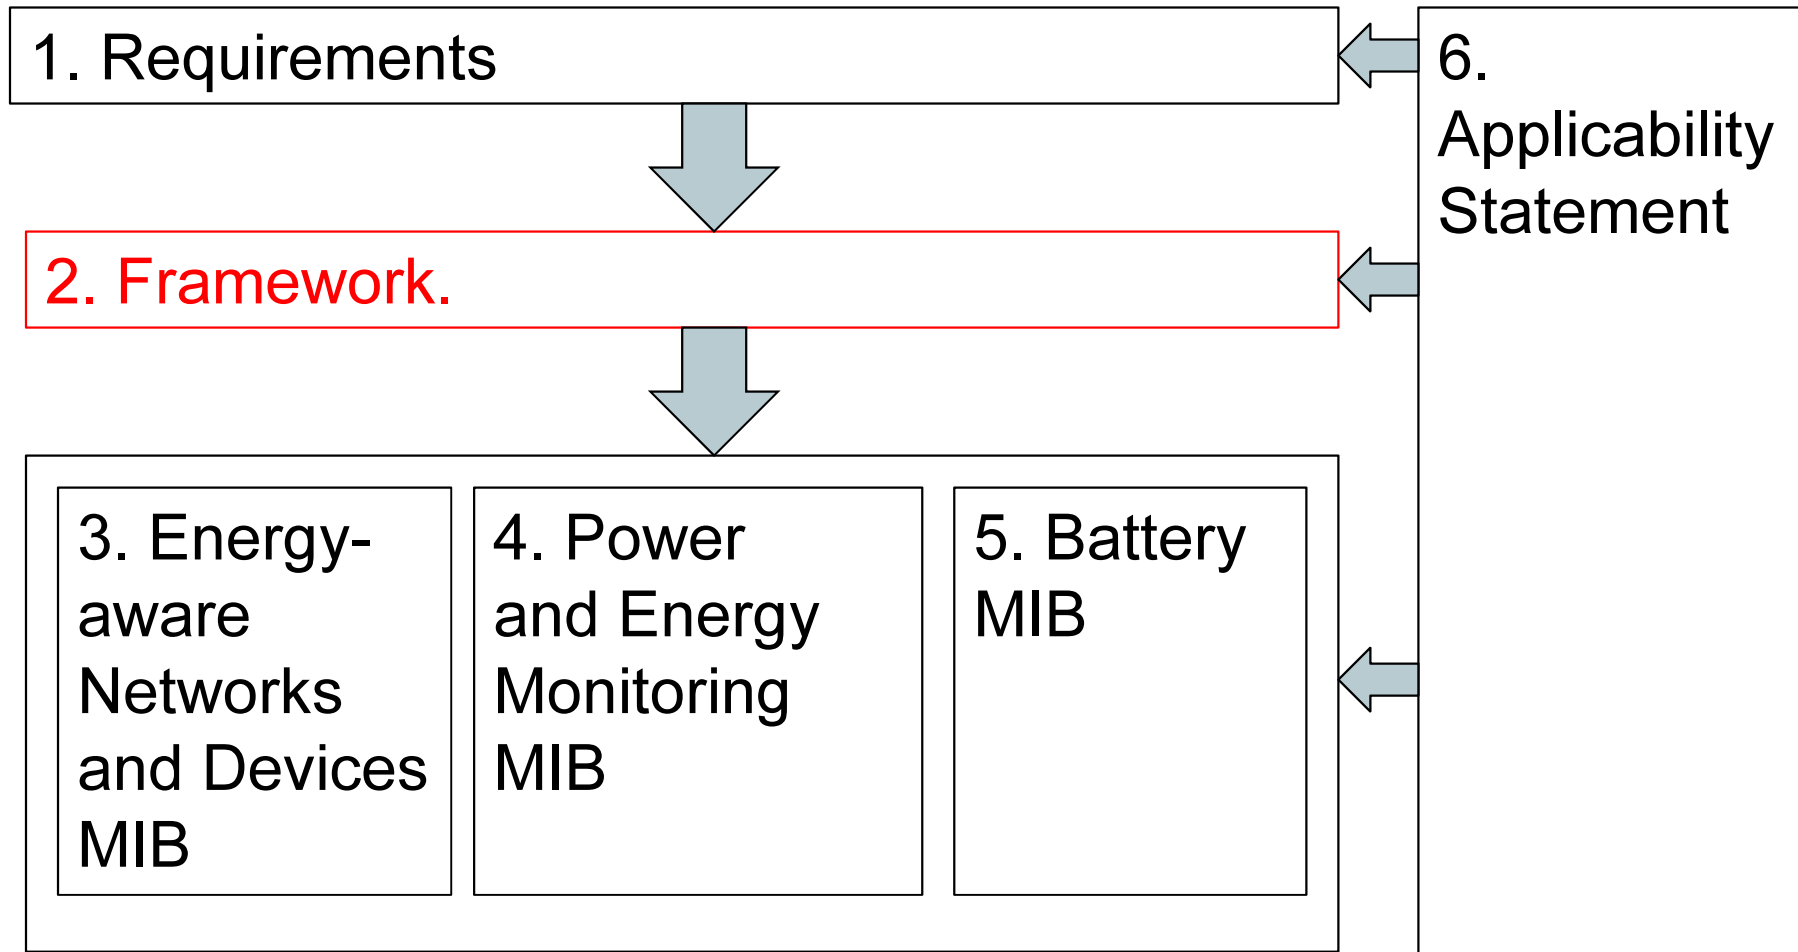 1. Requirements
6.
Applicability
Statement
2. Framework.
3. Energy-
aware
Networks
and Devices
MIB
4. Power
and Energy
Monitoring
MIB
5. Battery
MIB